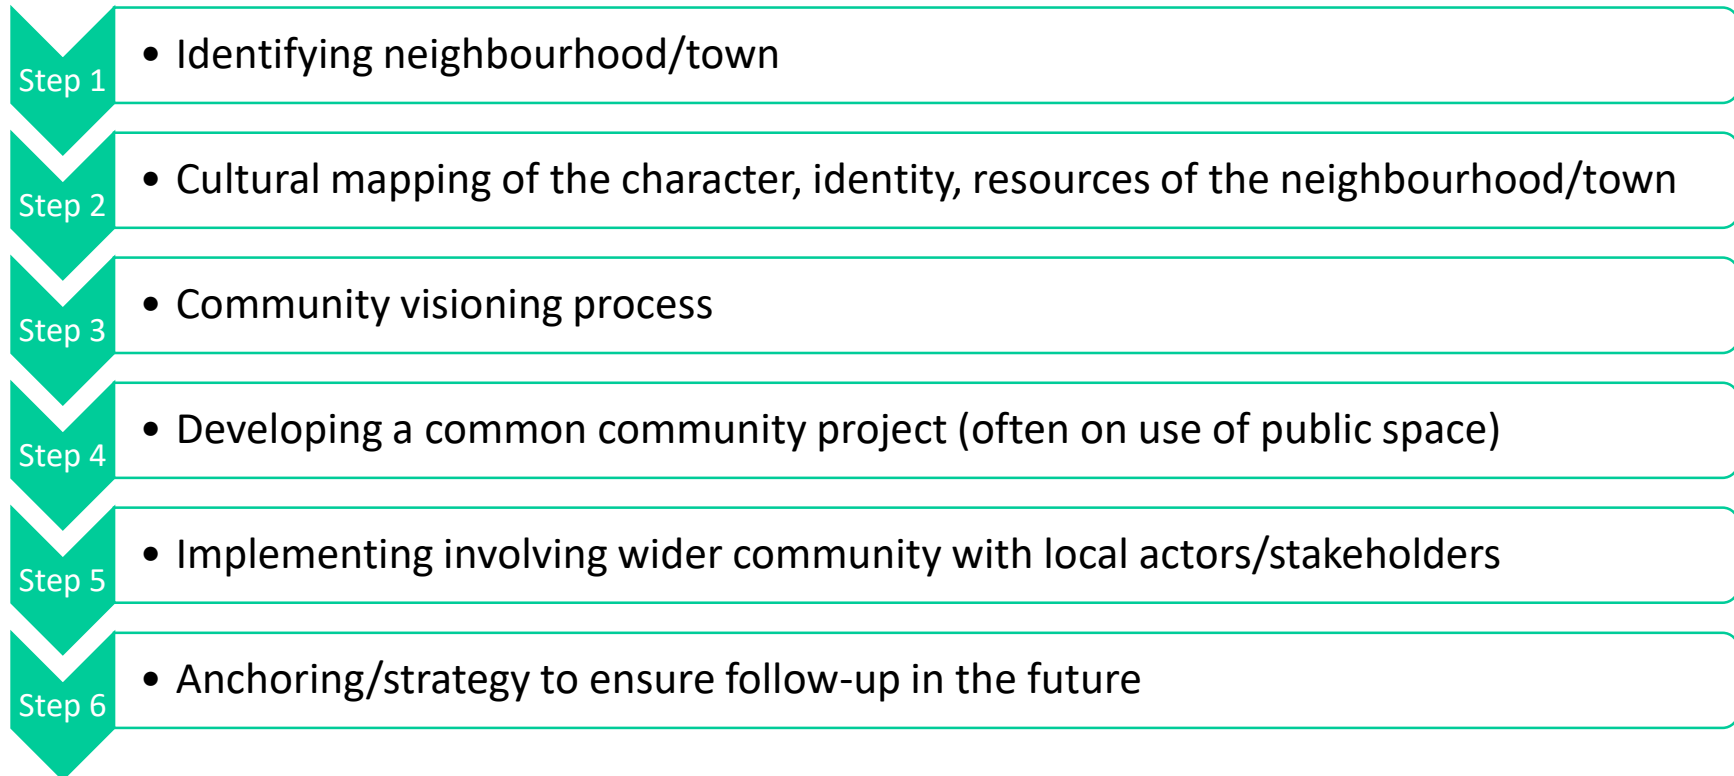 Step 1
• Identifying neighbourhood/town
Step 2
• Cultural mapping of the character, identity, resources of the neighbourhood/town
Step 3
• Community visioning process
Step 4
• Developing a common community project (often on use of public space)
Step 5
• Implementing involving wider community with local actors/stakeholders
Step 6
• Anchoring/strategy to ensure follow-up in the future